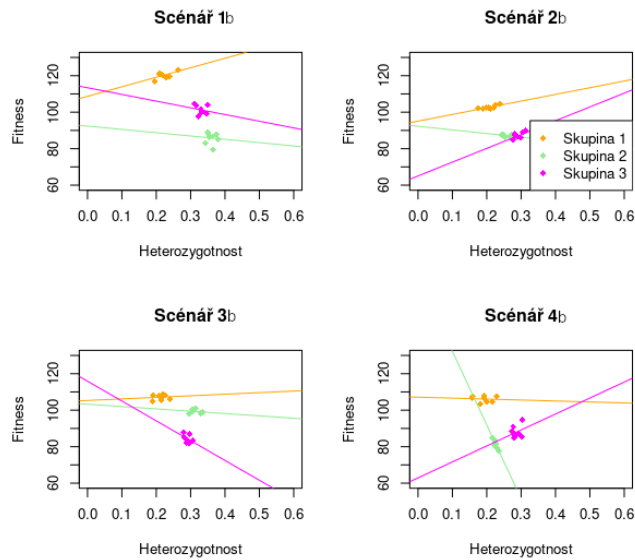 Scénář 1b
Fitness
60
80
100
120
0.0 0.1 0.2 0.3 0.4 0.5 0.6
Heterozygotnost
Scénář 2b
Fitness
60
80
100
120
Skupina 1
Skupina 2
Skupina 3
0.0 0.1 0.2 0.3 0.4 0.5 0.6
Heterozygotnost
Scénář 3b
Fitness
60
80
100
120
0.0 0.1 0.2 0.3 0.4 0.5 0.6
Heterozygotnost
Scénář 4b
Fitness
60
80
100
120
0.0 0.1 0.2 0.3 0.4 0.5 0.6
Heterozygotnost